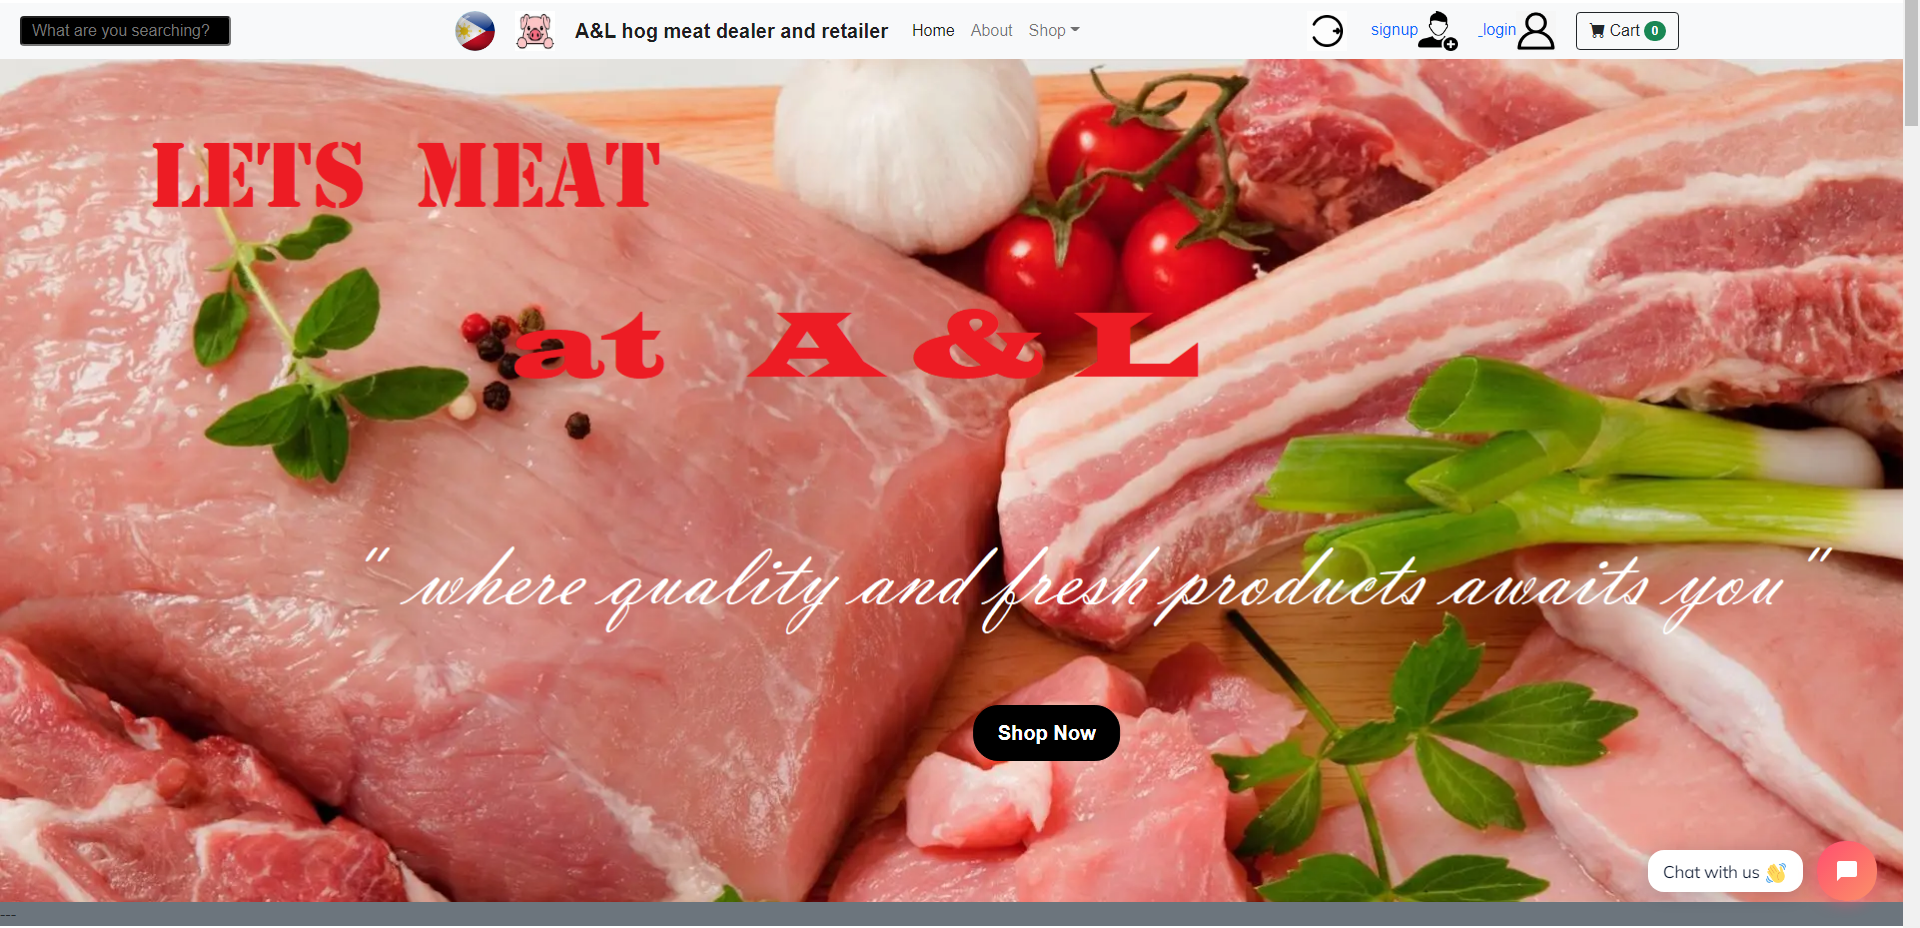 What are you searching?
A&L hog meat dealer and retailer
Home
About
Shop
signup
_login
Cart 0
LETS MEAT
at A & L
" where quality and fresh products awaits you "
Shop Now
Chat with us 👋
---